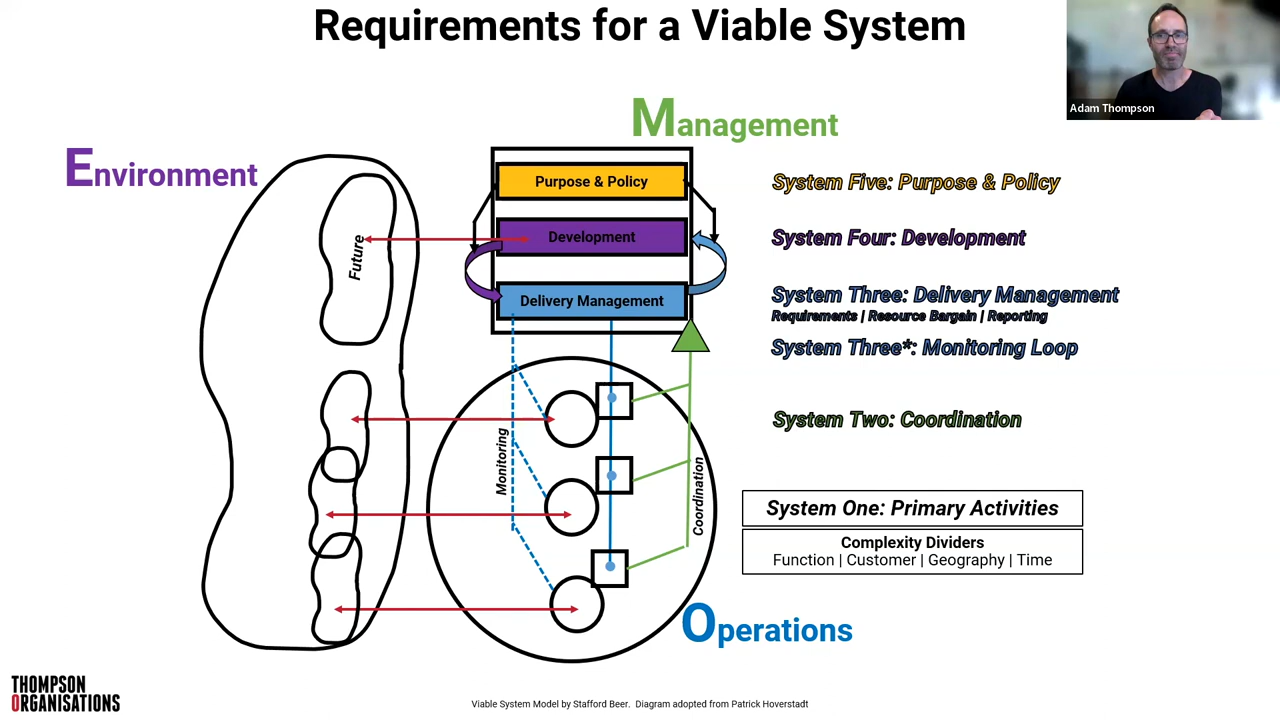 Requirements for a Viable System
Adam Thompson
Management
Environment
Purpose & Policy
System Five: Purpose & Policy
Future
Development
System Four: Development
Delivery Management
System Three: Delivery Management
Requirements | Resource Bargain | Reporting
System Three*: Monitoring Loop
System Two: Coordination
Monitoring
Coordination
System One: Primary Activities
Complexity Dividers
Function | Customer | Geography | Time
Operations
THOMPSON
ORGANISATIONS
Viable System Model by Stafford Beer. Diagram adopted from Patrick Hoverstadt